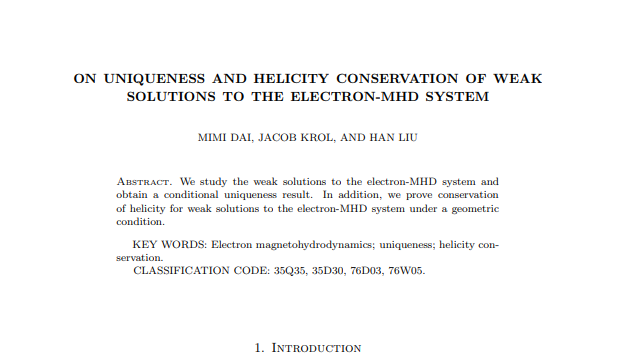 ON UNIQUENESS AND HELICITY CONSERVATION OF WEAK
SOLUTIONS TO THE ELECTRON-MHD SYSTEM
MIMI DAI, JACOB KROL, AND HAN LIU
Abstract. We study the weak solutions to the electron-MHD system and
obtain a conditional uniqueness result. In addition, we prove conservation
of helicity for weak solutions to the electron-MHD system under a geometric
condition.
KEY WORDS: Electron magnetohydrodynamics; uniqueness; helicity con-
servation.
CLASSIFICATION CODE: 35Q35, 35D30, 76D03, 76W05.
1. Introduction